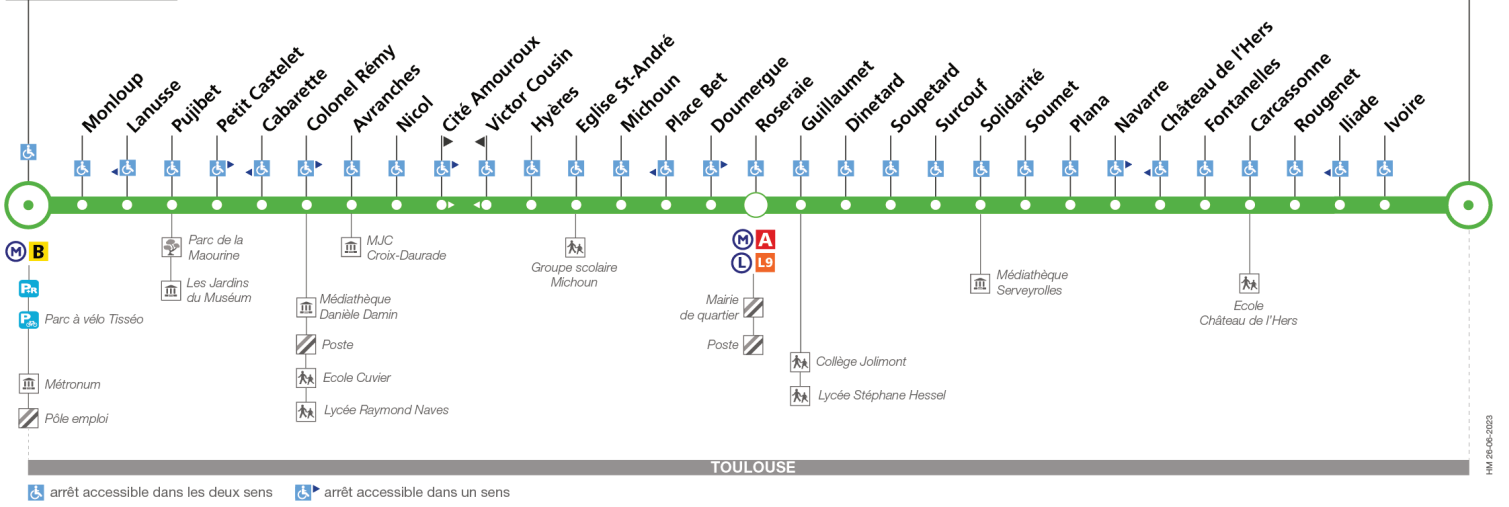 Monloup
Lanusse
Pujilbet
Petit Castelet
Cabarette
Colonel Rémy
Avranches
Nicol
Cité Amouroux
Victor Cousin
Hyères
Eglise St-André
Michoun
Place Bet
Doumergue
Roseraie
Guillaumet
Dinetard
Soupetard
Surcouf
Solidarité
Soumet
Plana
Navarre
Château de l'Hers
Fontanelles
Carcassonne
Rougenet
Iliade
Ivoire
M B
P+R
P
Parc à vélo Tisséo
Métronum
Pôle emploi
Parc de la
Maourine
Les Jardins
du Muséum
Médiathèque
Danièle Damin
Poste
Ecole Cuvier
Lycée Raymond Naves
MJC
Croix-Daurade
Groupe scolaire
Michoun
M A
L L9
Mairie
de quartier
Poste
Collège Jolimont
Lycée Stéphane Hessel
Médiathèque
Serveyrolles
Ecole
Château de l'Hers
HM 26-06-2023
TOULOUSE
arrêt accessible dans les deux sens
arrêt accessible dans un sens